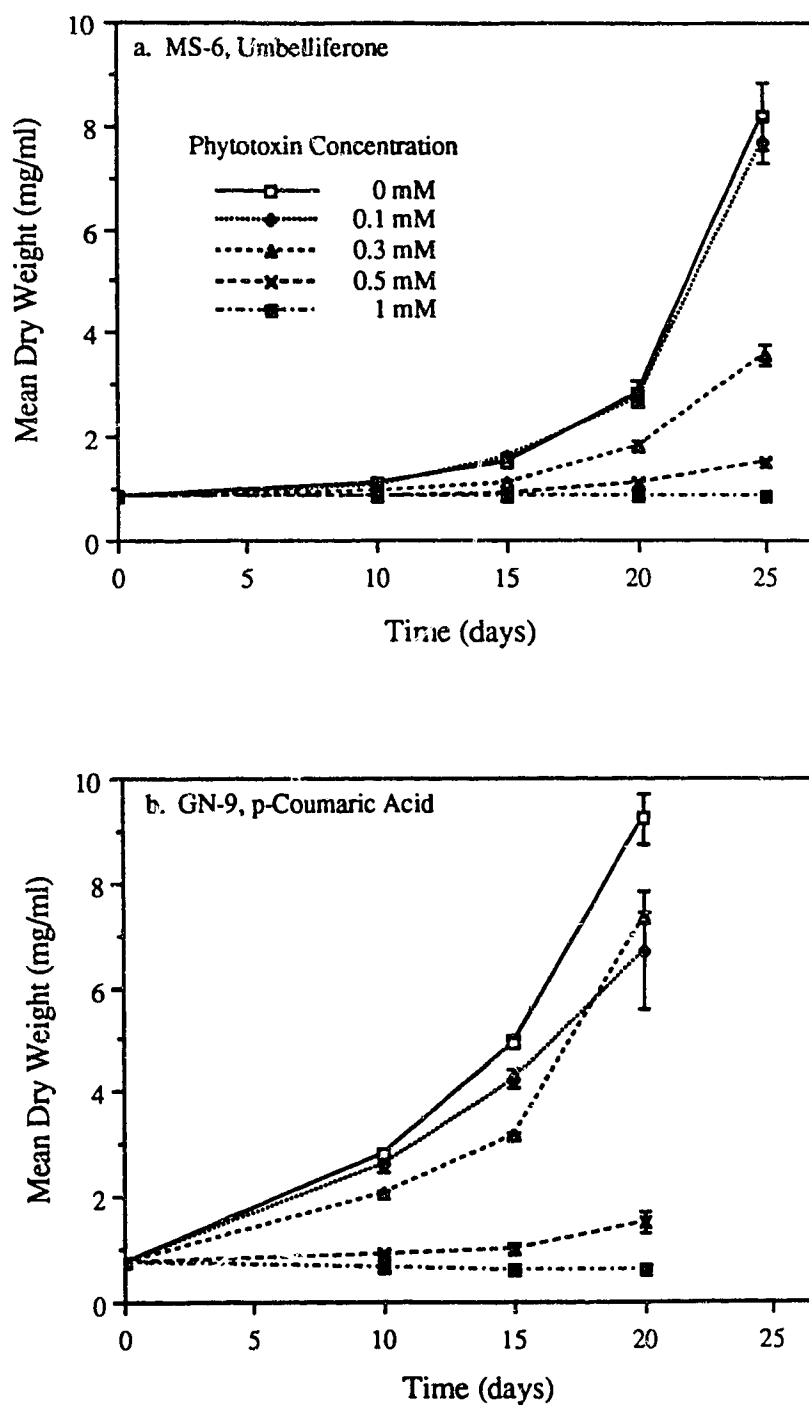 a. MS-6, Umbelliferone
Phytotoxin Concentration
0 mM
0.1 mM
0.3 mM
0.5 mM
1 mM
Mean Dry Weight (mg/ml)
10
8
6
4
2
0
0 5 10 15 20 25
Time (days)
b. GN-9, p-Coumaric Acid
Mean Dry Weight (mg/ml)
10
8
6
4
2
0
0 5 10 15 20 25
Time (days)